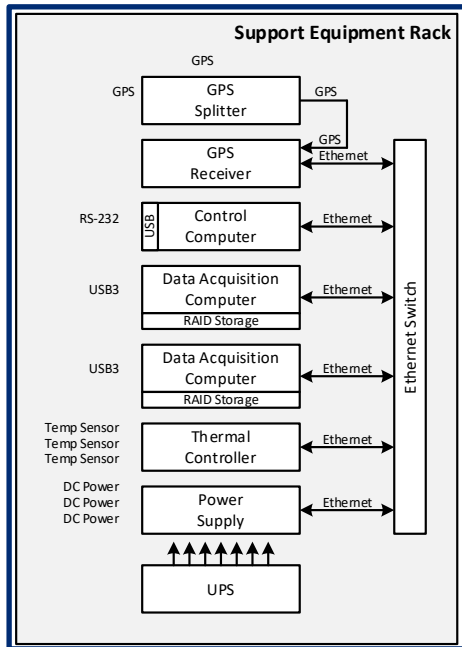 Support Equipment Rack
GPS
GPS
GPS
Splitter
GPS
GPS
GPS
Receiver
Ethernet
RS-232
USB
Control
Computer
Ethernet
USB3
Data Acquisition
Computer
RAID Storage
Ethernet
USB3
Data Acquisition
Computer
RAID Storage
Ethernet
Temp Sensor
Temp Sensor
Temp Sensor
Thermal
Controller
Ethernet
DC Power
DC Power
DC Power
Power
Supply
Ethernet
UPS
Ethernet Switch